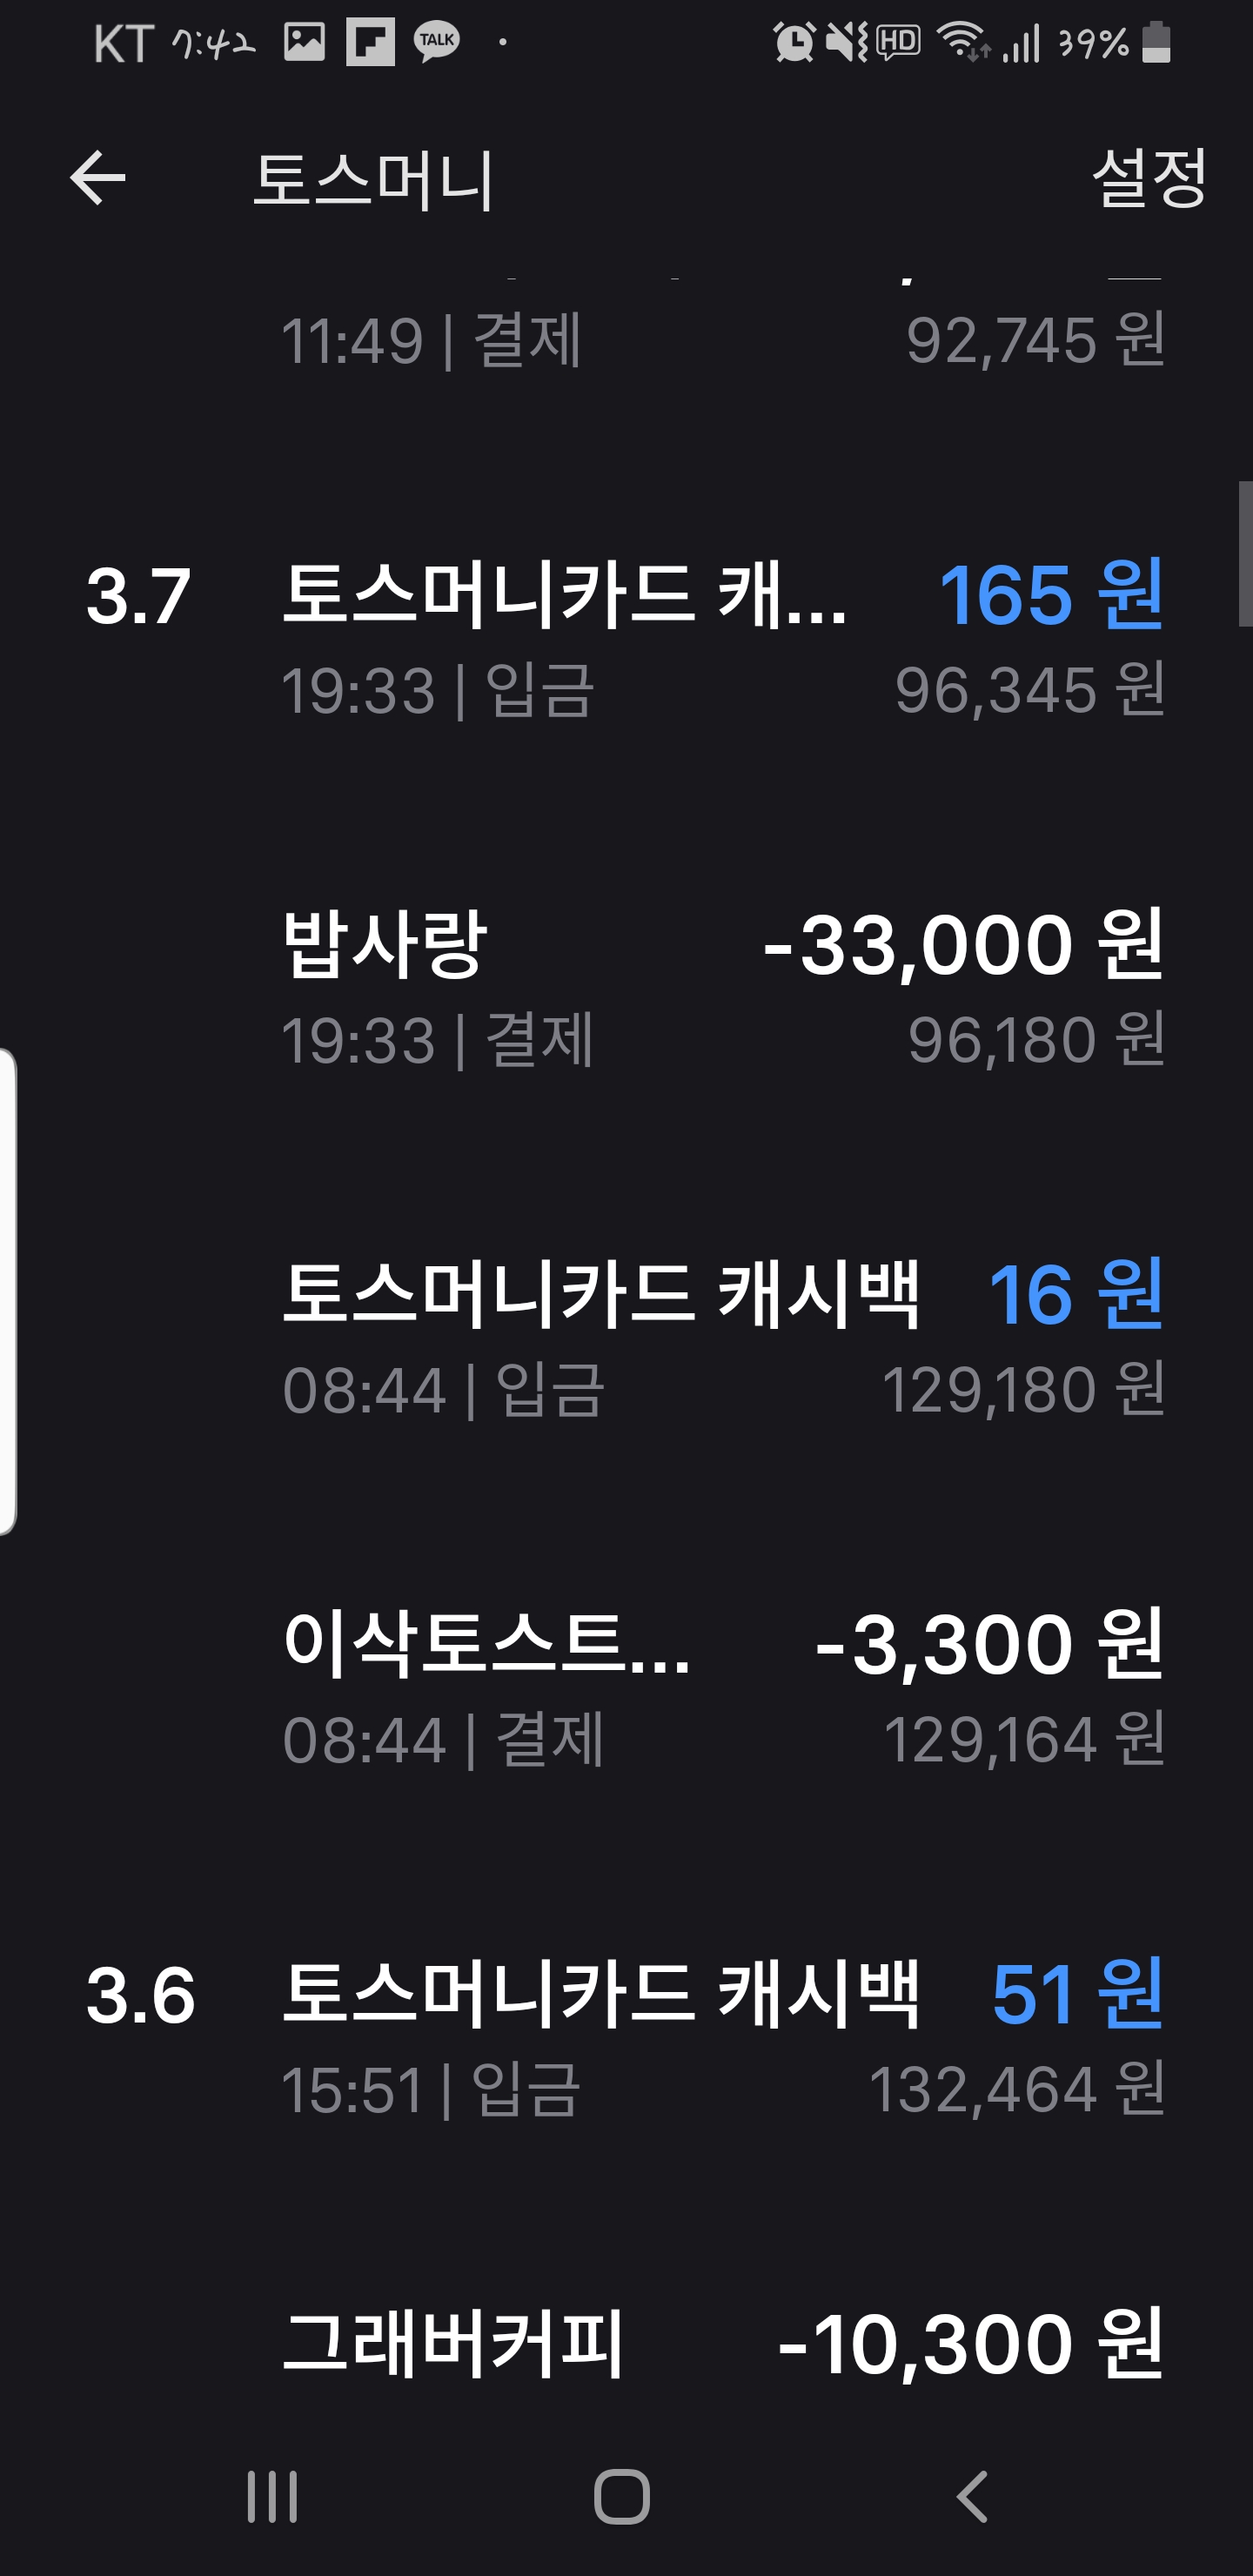 KT 7:42 TALK HD 39%
토스머니 설정
11:49 | 결제 92,745 원
3.7 토스머니카드 캐... 165 원
19:33 | 입금 96,345 원
밥사랑 -33,000 원
19:33 | 결제 96,180 원
토스머니카드 캐시백 16 원
08:44 | 입금 129,180 원
이삭토스트... -3,300 원
08:44 | 결제 129,164 원
3.6 토스머니카드 캐시백 51 원
15:51 | 입금 132,464 원
그래버커피 -10,300 원